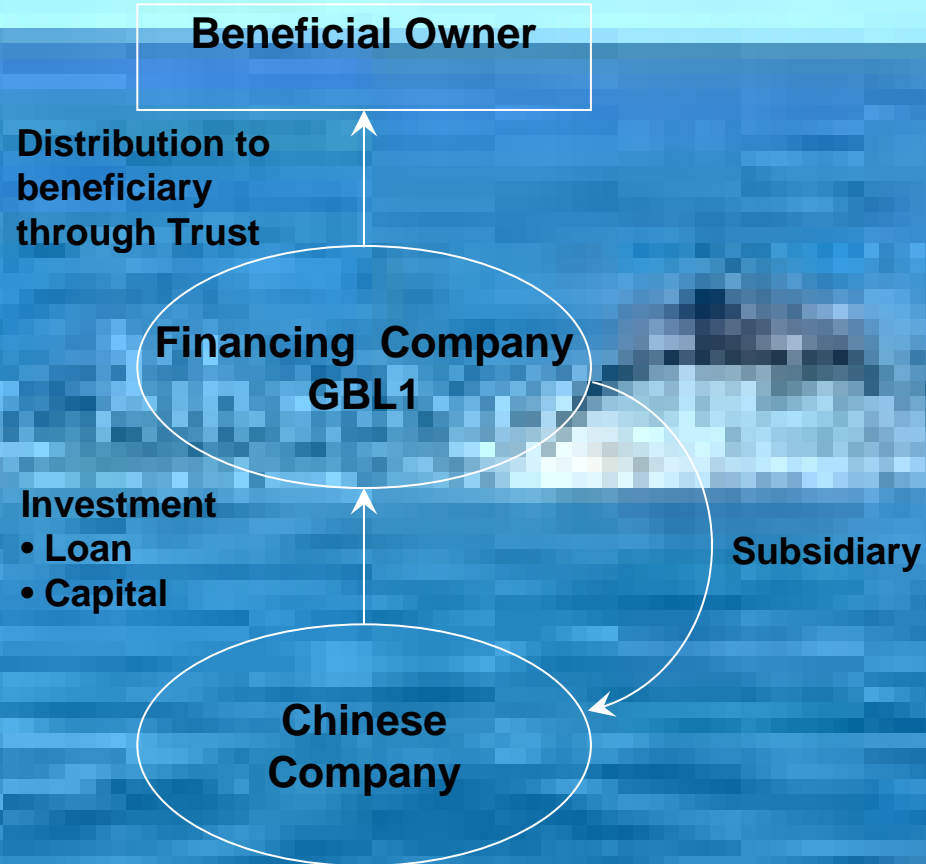 Beneficial Owner
Distribution to
beneficiary
through Trust
Financing Company
GBL1
Investment
• Loan
• Capital
Subsidiary
Chinese
Company